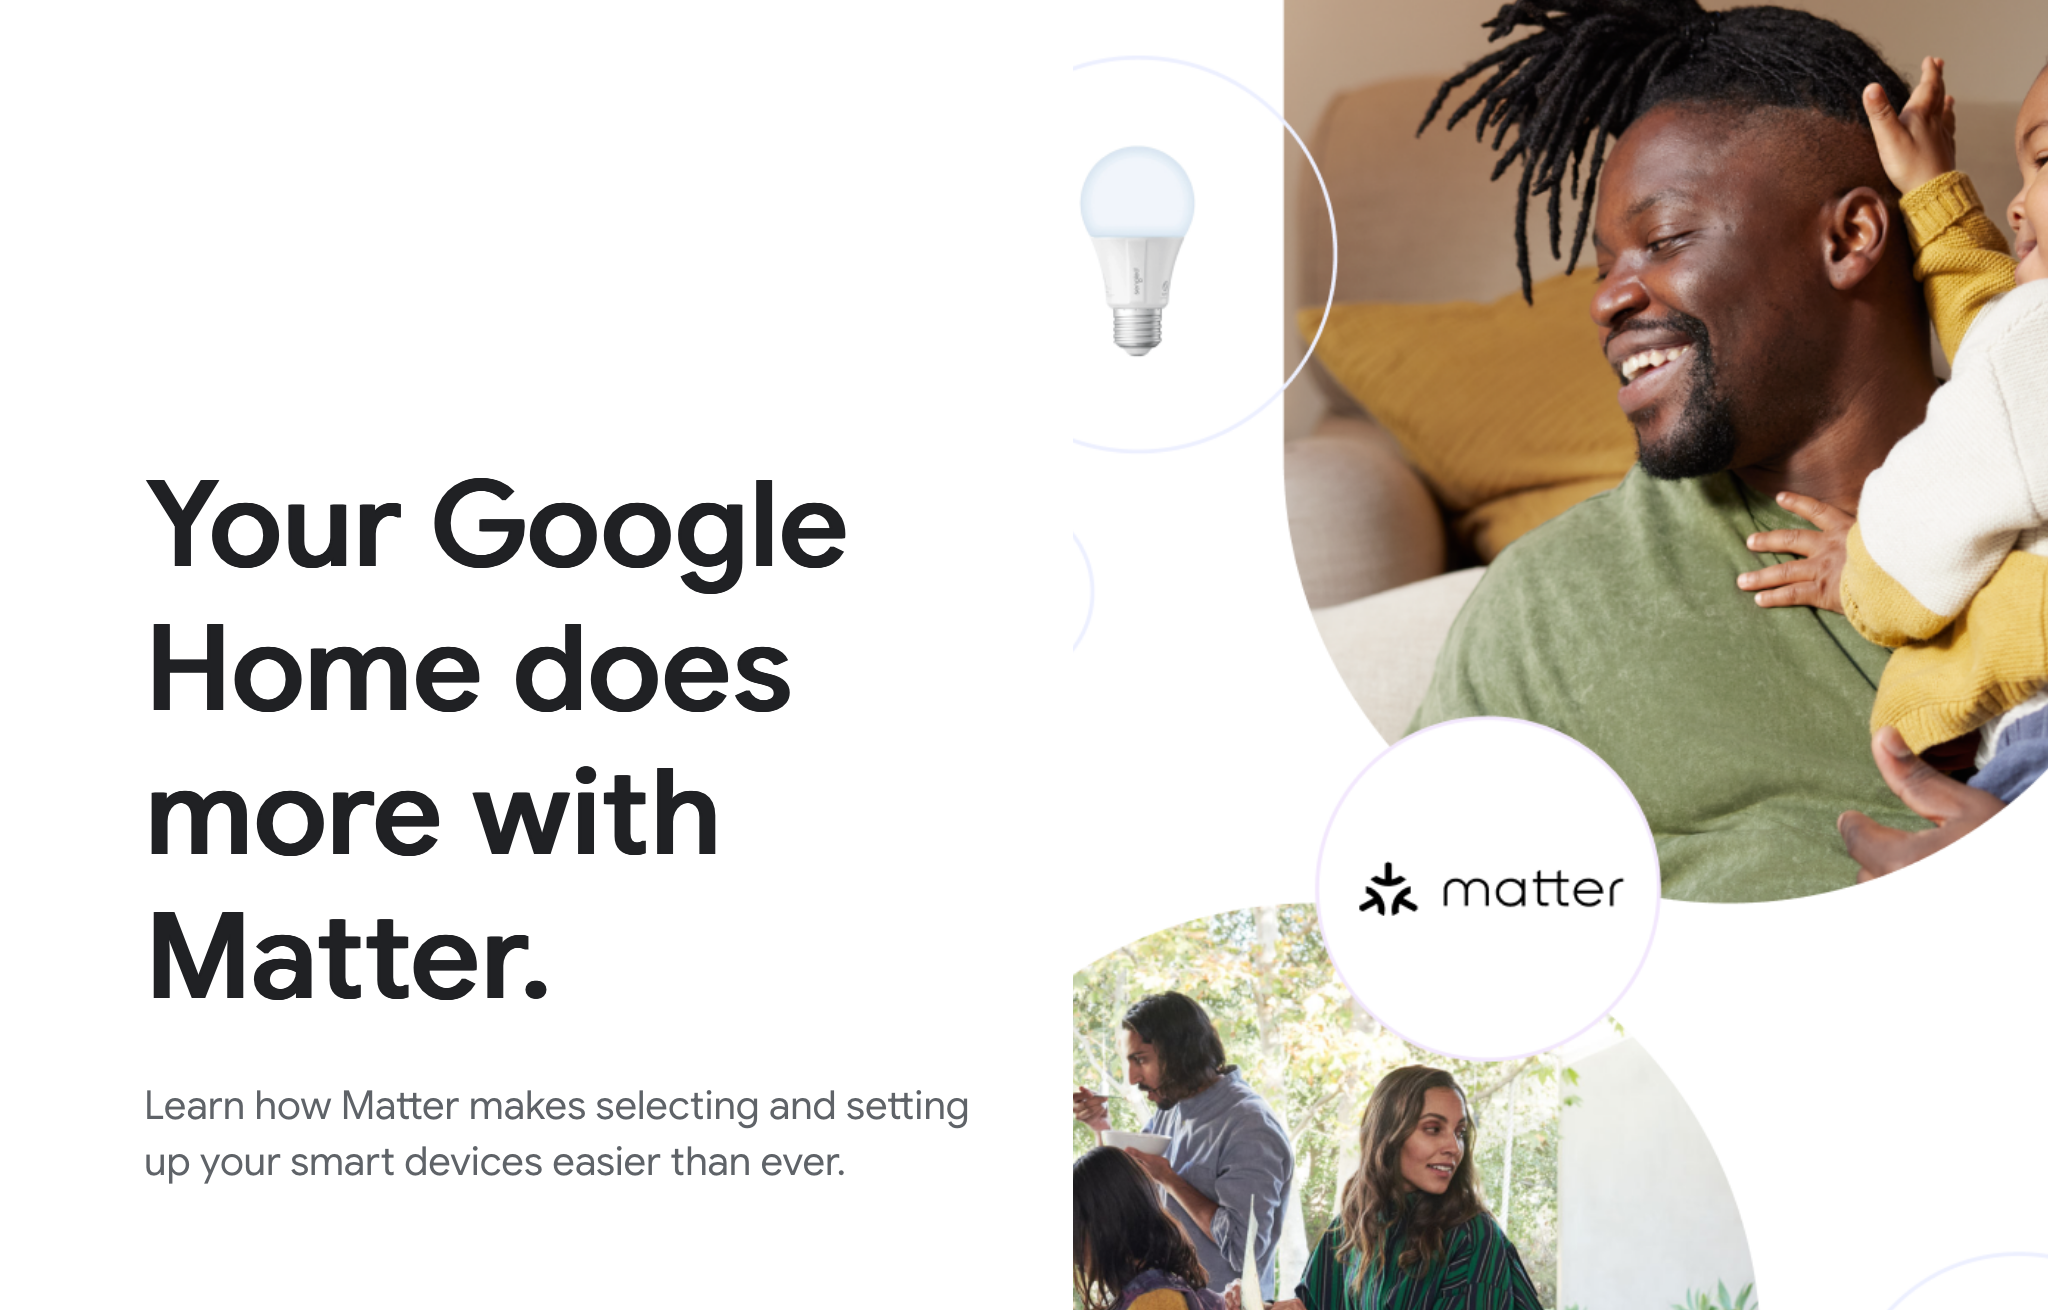 Your Google
Home does
more with
Matter.
Learn how Matter makes selecting and setting
up your smart devices easier than ever.
matter